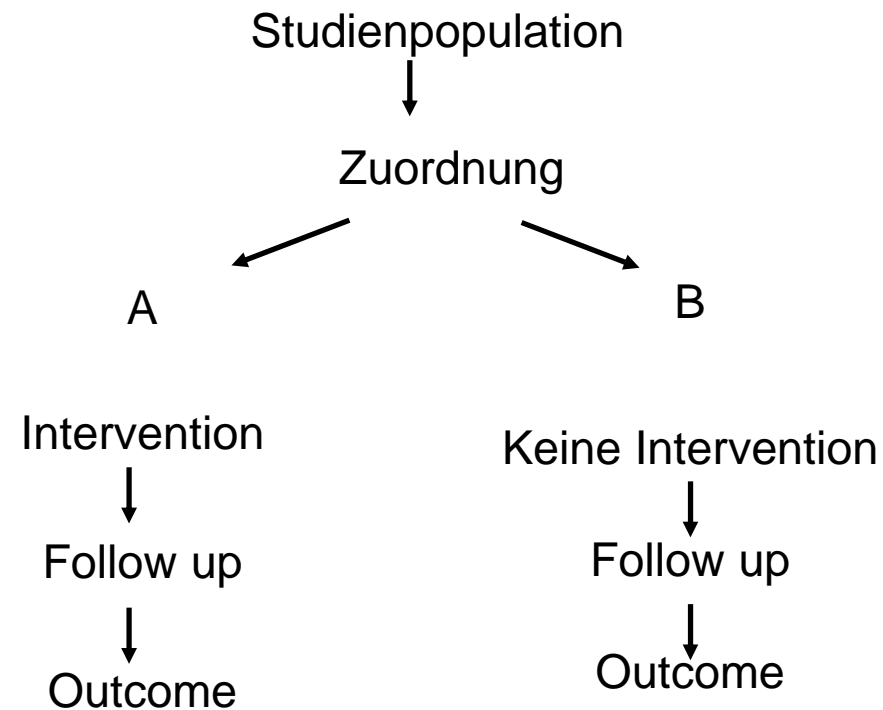 Studienpopulation
Zuordnung
A
B
Intervention
Keine Intervention
Follow up
Follow up
Outcome
Outcome